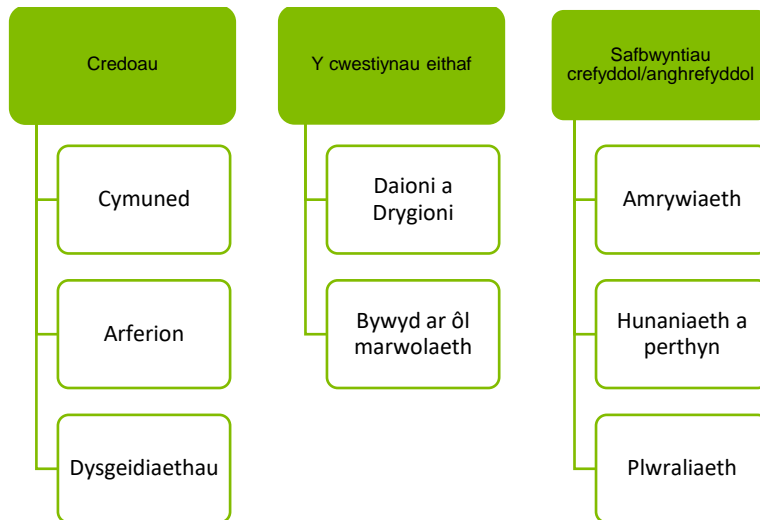 Credoau
Cymuned
Arferion
Dysgeidiaethau
Y cwestiynau eithaf
Daioni a
Drygioni
Bywyd ar ôl
marwolaeth
Safbwyntiau
crefyddol/anghrefyddol
Amrywiaeth
Hunaniaeth a
perthyn
Plwraliaeth